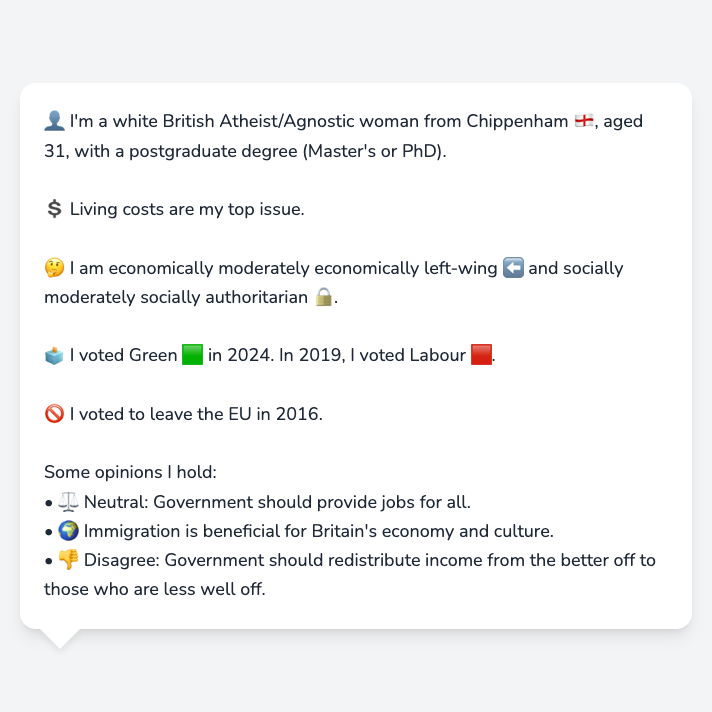 👤 I'm a white British Atheist/Agnostic woman from Chippenham 🏴󠁧󠁢󠁥󠁮󠁧󠁿, aged
31, with a postgraduate degree (Master's or PhD).
💲 Living costs are my top issue.
🤔 I am economically moderately economically left-wing ⬅️ and socially
moderately socially authoritarian 🔒.
🗳️ I voted Green 🟩 in 2024. In 2019, I voted Labour 🟥.
🚫 I voted to leave the EU in 2016.
Some opinions I hold:
• ⚖️ Neutral: Government should provide jobs for all.
• 🌍 Immigration is beneficial for Britain's economy and culture.
• 👎 Disagree: Government should redistribute income from the better off to
those who are less well off.